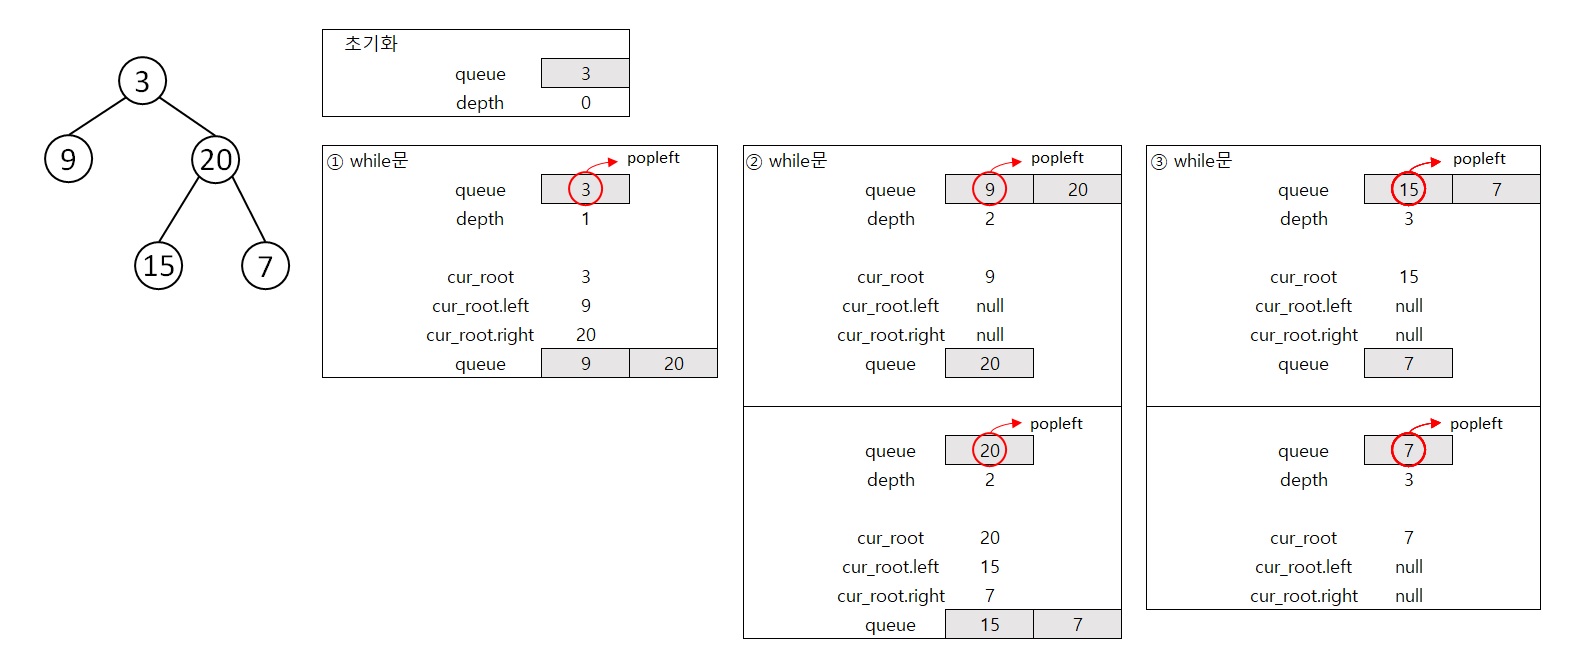 3
9
20
15
7
초기화
queue 3
depth 0
① while문
popleft
queue 3
depth 1
cur_root 3
cur_root.left 9
cur_root.right 20
queue 9 20
② while문
popleft
queue 9 20
depth 2
cur_root 9
cur_root.left null
cur_root.right null
queue 20
popleft
queue 20
depth 2
cur_root 20
cur_root.left 15
cur_root.right 7
queue 15 7
③ while문
popleft
queue 15 7
depth 3
cur_root 15
cur_root.left null
cur_root.right null
queue 7
popleft
queue 7
depth 3
cur_root 7
cur_root.left null
cur_root.right null